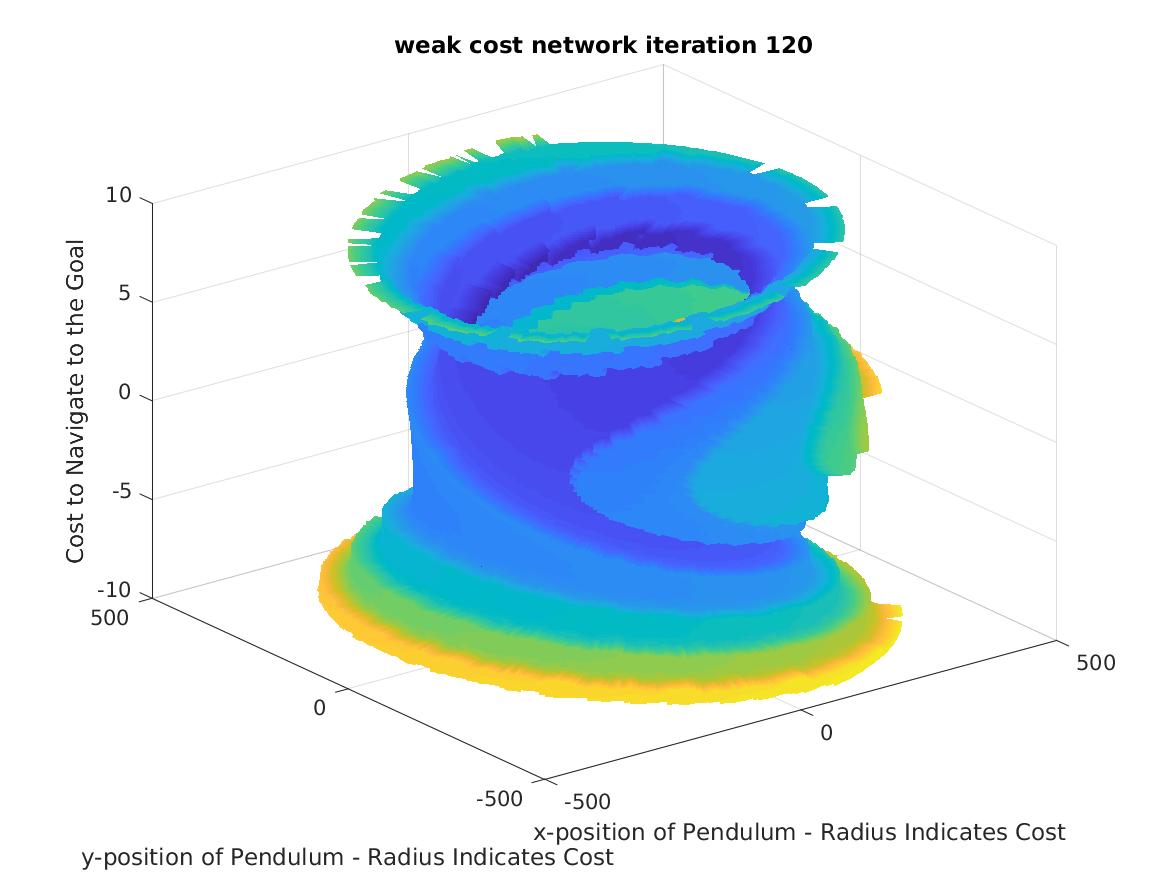 weak cost network iteration 120
10
5
0
-5
-10
Cost to Navigate to the Goal
500
0
-500
-500
0
500
x-position of Pendulum - Radius Indicates Cost
y-position of Pendulum - Radius Indicates Cost